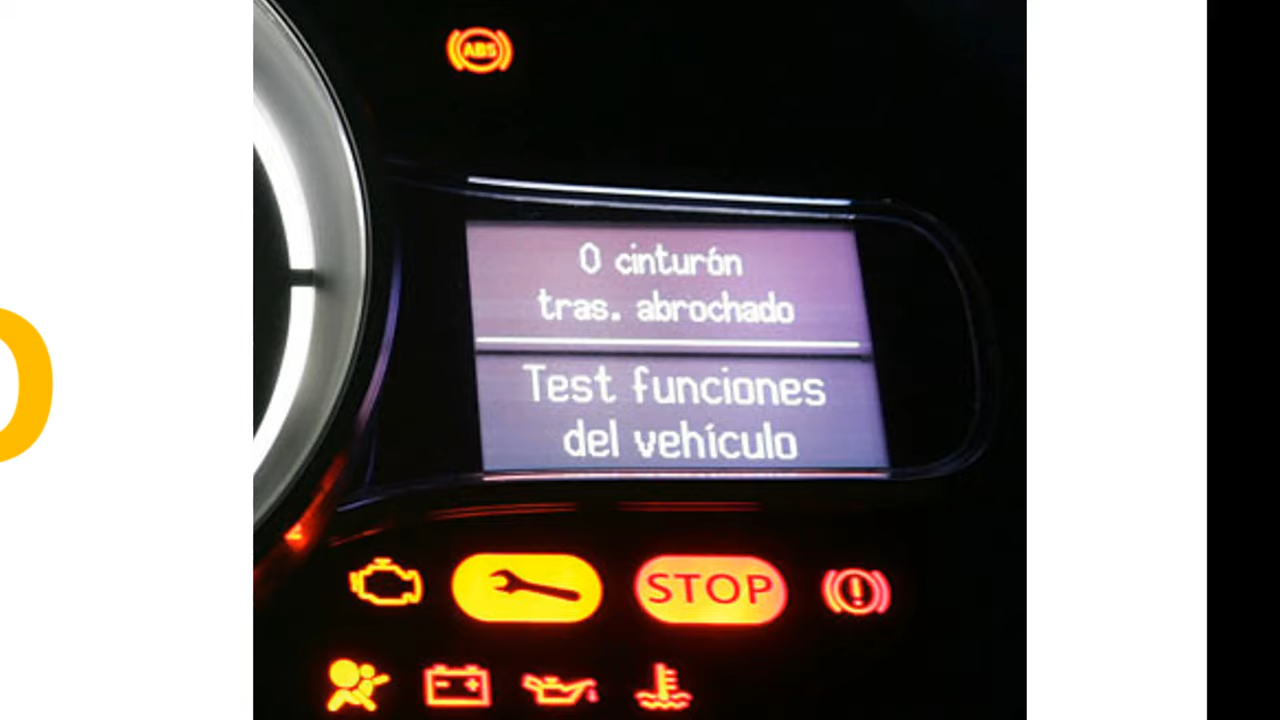 ABS
0 cinturón
tras. abrochado
Test funciones
del vehículo
STOP